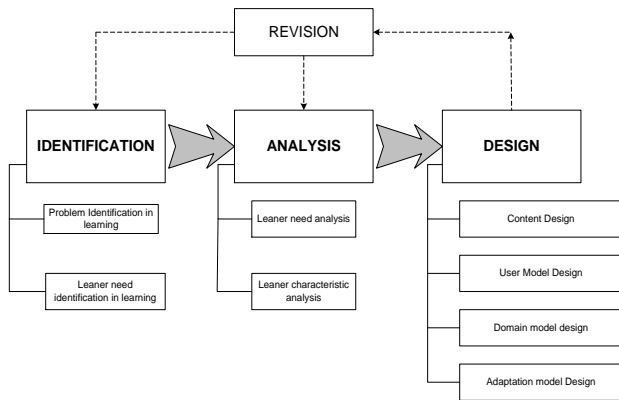 REVISION
IDENTIFICATION
ANALYSIS
DESIGN
Problem Identification in
learning
Leaner need
identification in learning
Leaner need analysis
Leaner characteristic
analysis
Content Design
User Model Design
Domain model design
Adaptation model Design